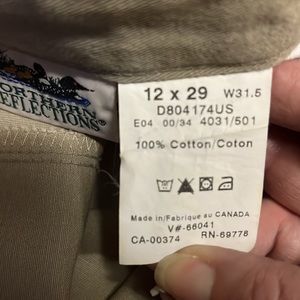 NORTHERN
REFLECTIONS®
12 x 29 W31.5
D804174US
E04 00/34 4031/501
100% Cotton/Coton
Made in/Fabriqué au CANADA
V#-66041
CA-00374 RN-69778